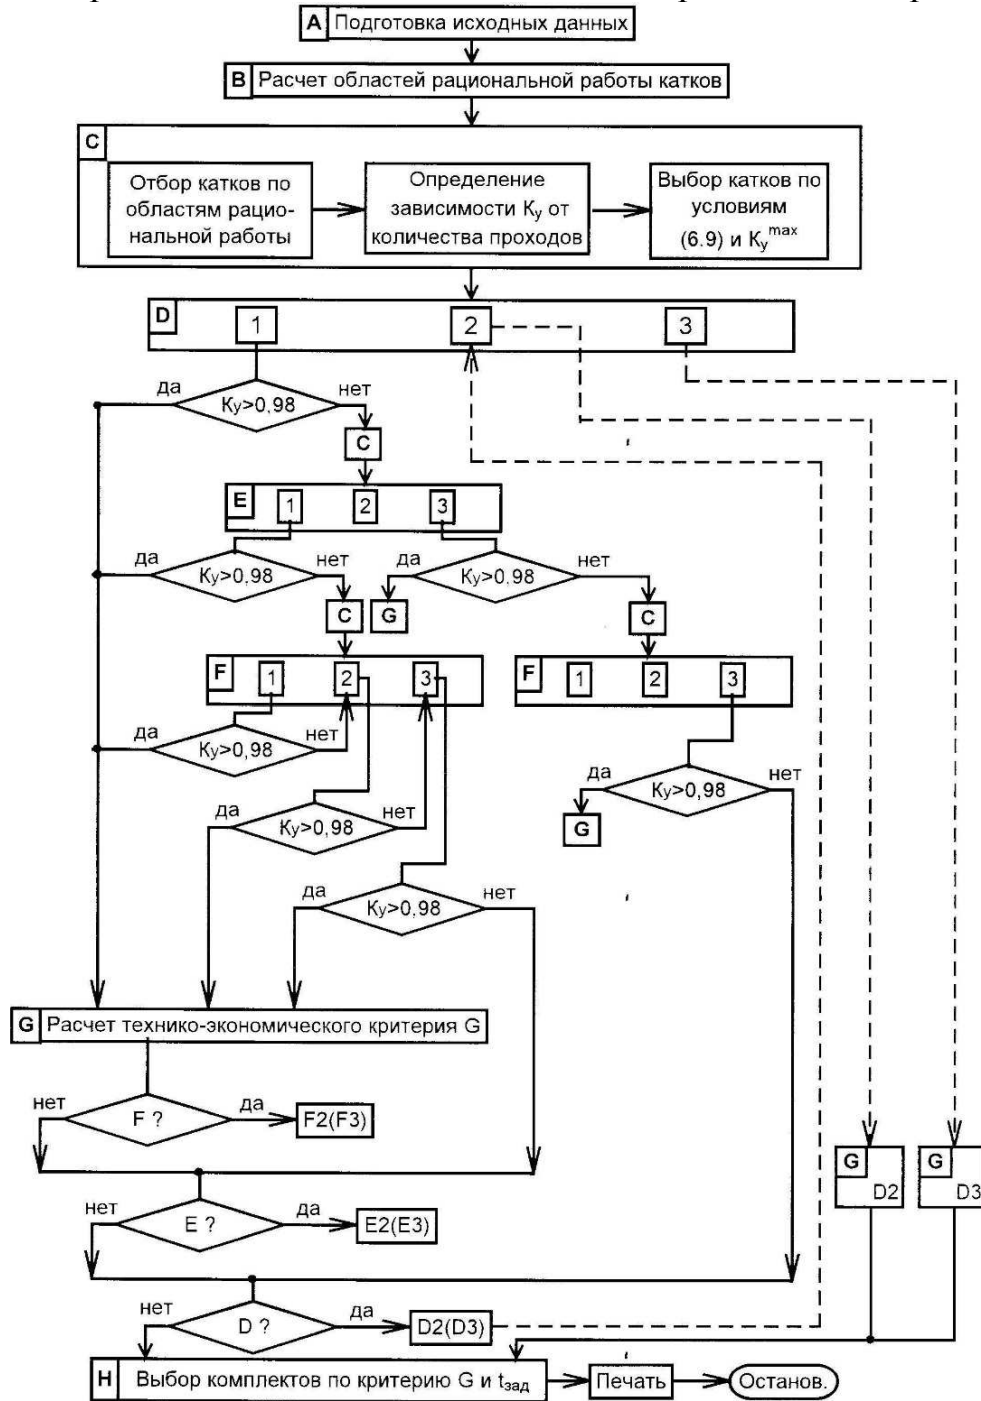 A Подготовка исходных данных
B Расчет областей рациональной работы катков
C
Отбор катков по
областям рацио-
нальной работы
Определение
зависимости Kу от
количества проходов
Выбор катков по
условиям
(6.9) и Kуmax
D 1 2 3
да Kу>0,98 нет
C
E 1 2 3
да Kу>0,98 нет
да Kу>0,98 нет
C G
C
F 1 2 3
F 1 2 3
да Kу>0,98 нет
да Kу>0,98 нет
G
да Kу>0,98 нет
да Kу>0,98 нет
G Расчет технико-экономического критерия G
нет F ? да F2(F3)
G D2
G D3
нет E ? да E2(E3)
нет D ? да D2(D3)
H Выбор комплектов по критерию G и tзад
Печать
Останов.